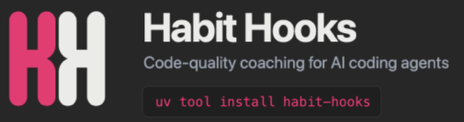 Habit Hooks
Code-quality coaching for AI coding agents
uv tool install habit-hooks